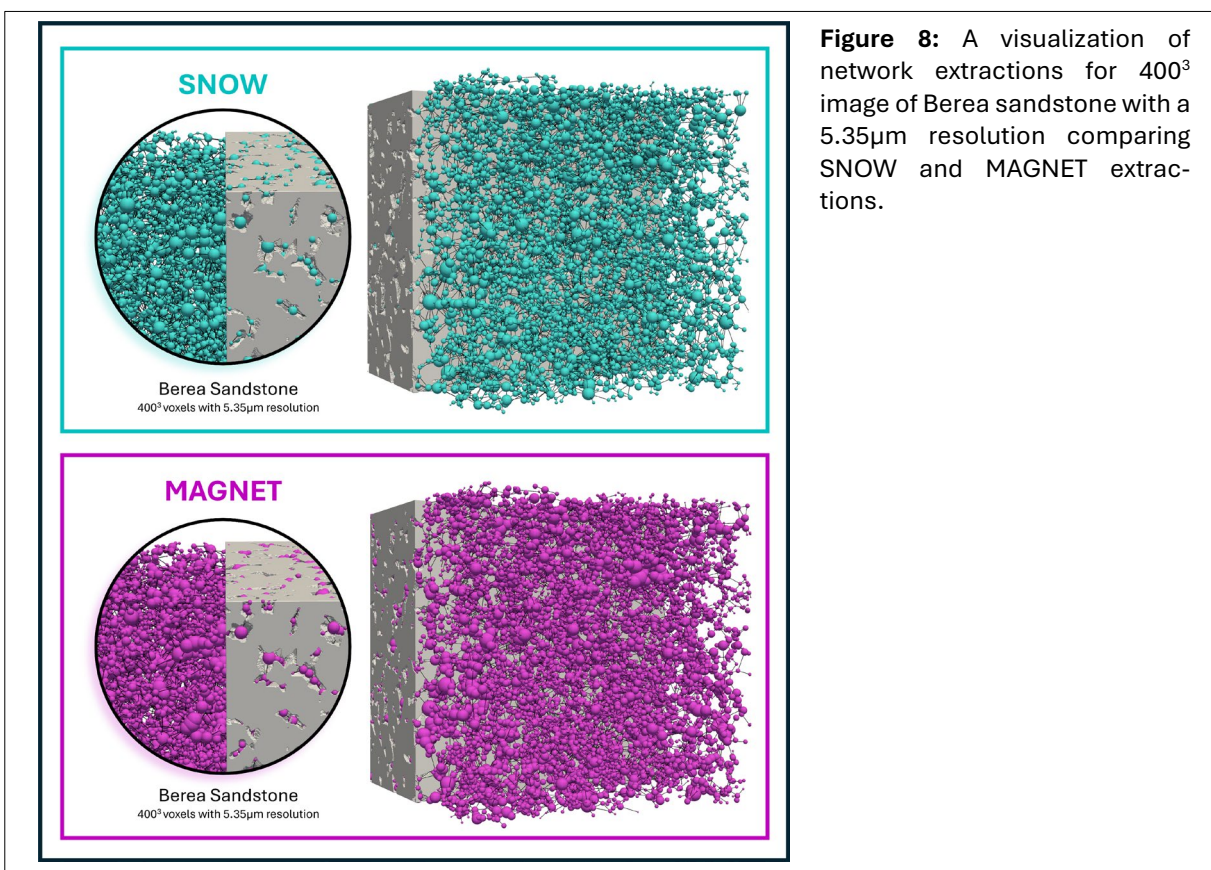 SNOW
Berea Sandstone
400³ voxels with 5.35µm resolution
MAGNET
Berea Sandstone
400³ voxels with 5.35µm resolution
Figure 8: A visualization of
network extractions for 400³
image of Berea sandstone with a
5.35µm resolution comparing
SNOW and MAGNET extrac-
tions.